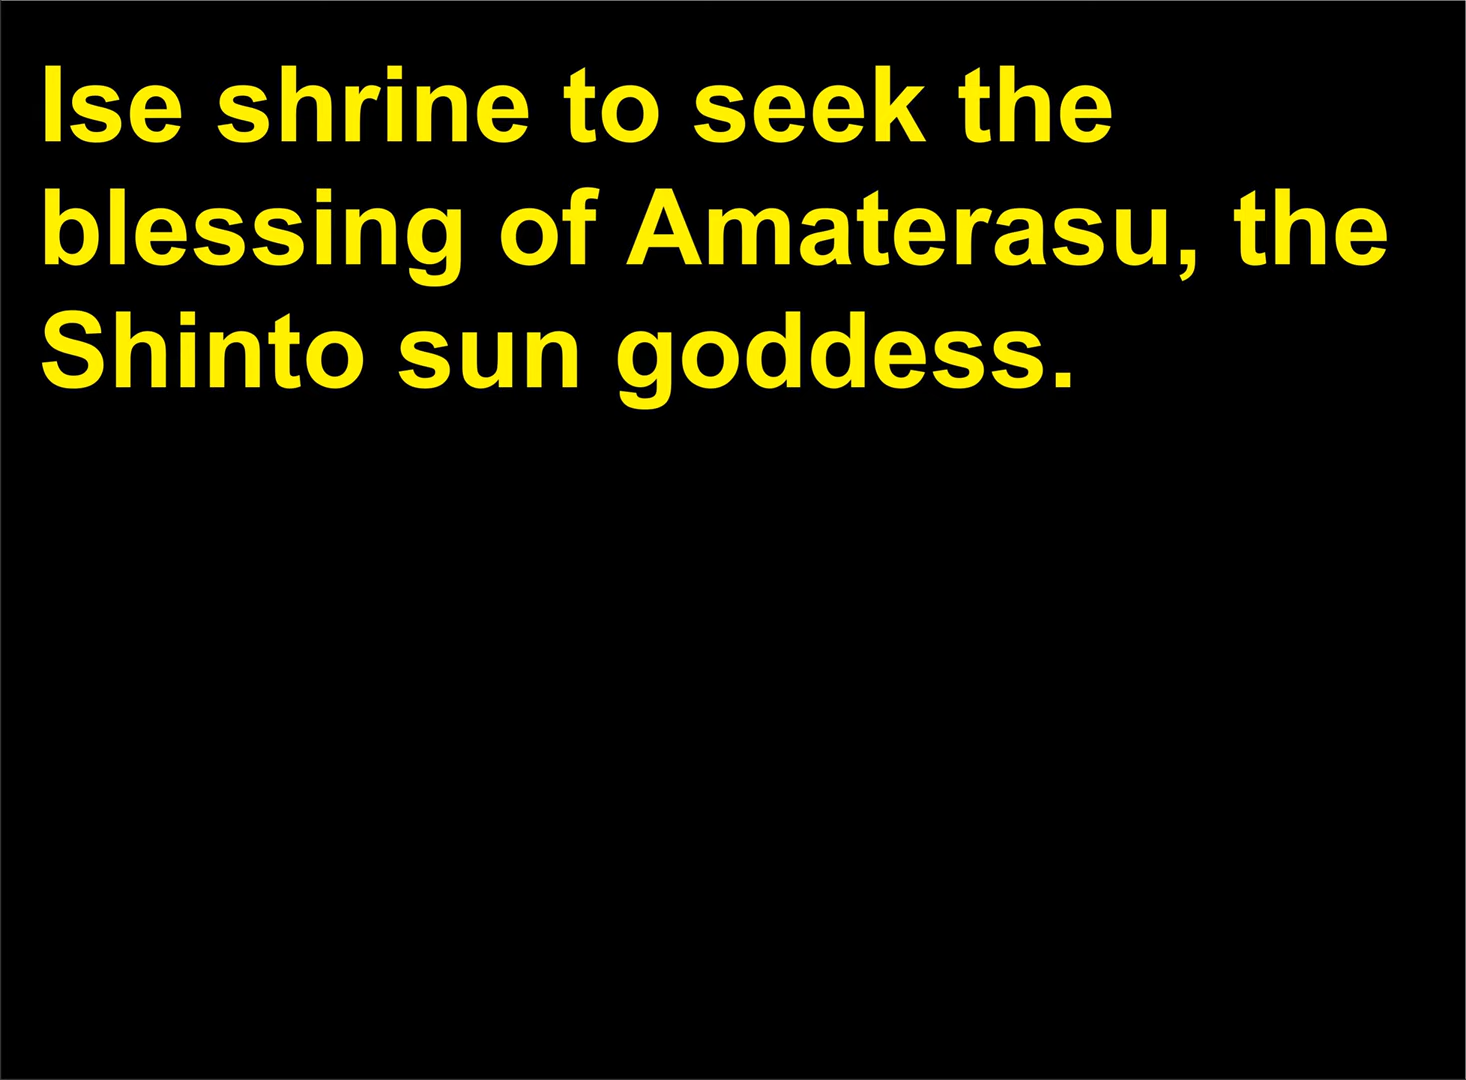 Ise shrine to seek the
blessing of Amaterasu, the
Shinto sun goddess.